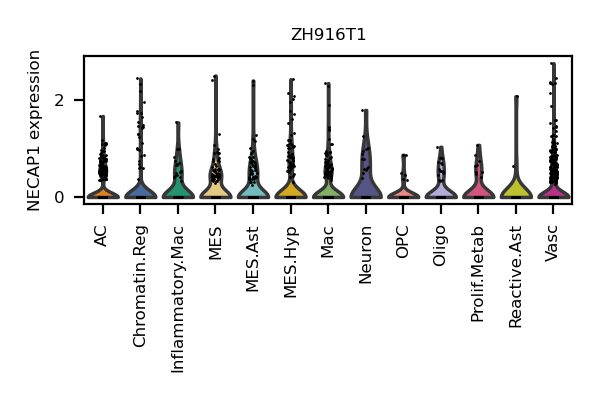 ZH916T1
NECAP1 expression
2
0
AC
Chromatin.Reg
Inflammatory.Mac
MES
MES.Ast
MES.Hyp
Mac
Neuron
OPC
Oligo
Prolif.Metab
Reactive.Ast
Vasc